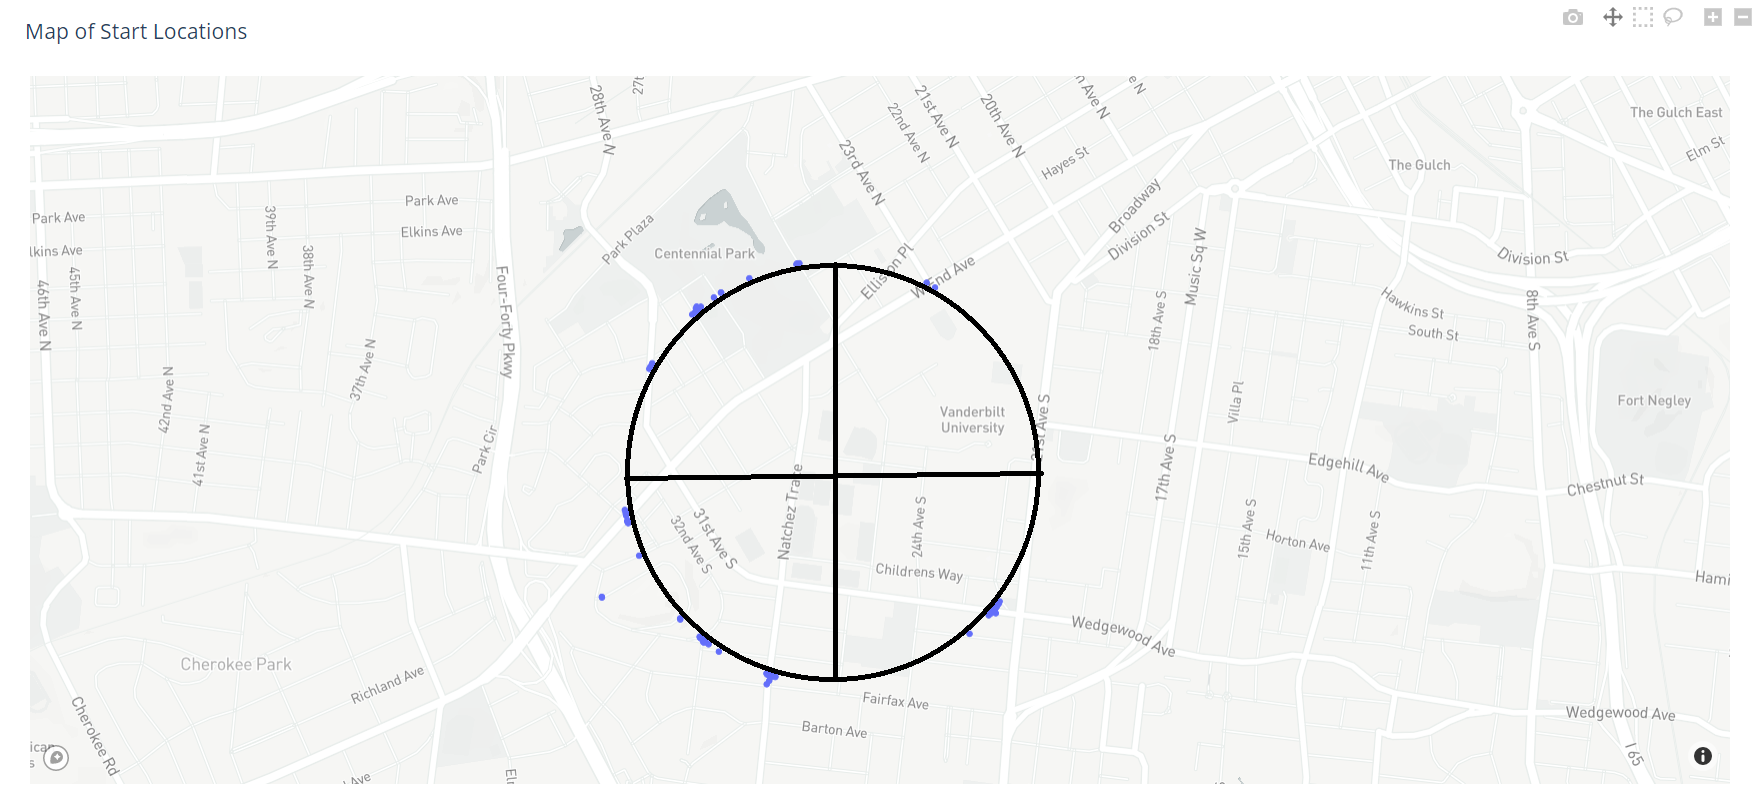 Map of Start Locations
The Gulch East
Elm St
28th Ave N
27t
21st Ave N
22nd Ave N
20th Ave N
n Ave N
e N
23rd Ave N
Hayes St
The Gulch
Park Ave
Park Ave
39th Ave N
Elkins Ave
lkins Ave
38th Ave N
Park Plaza
Centennial Park
Broadway
Division St
Music Sq W
Division St
45th Ave N
46th Ave N
Four-Forty Pkwy
Ellison Pl
W End Ave
Hawkins St
South St
18th Ave S
8th Ave S
37th Ave N
42nd Ave N
41st Ave N
Park Cir
Vanderbilt
University
21st Ave S
Villa Pl
Fort Negley
17th Ave S
Edgehill Ave
Chestnut St
Natchez Trace
31st Ave S
32nd Ave S
24th Ave S
15th Ave S
Horton Ave
11th Ave S
Childrens Way
Hami
Wedgewood Ave
Cherokee Park
Richland Ave
Fairfax Ave
Barton Ave
Wedgewood Ave
Cherokee Rd
ican
s
Ave
El
I 65